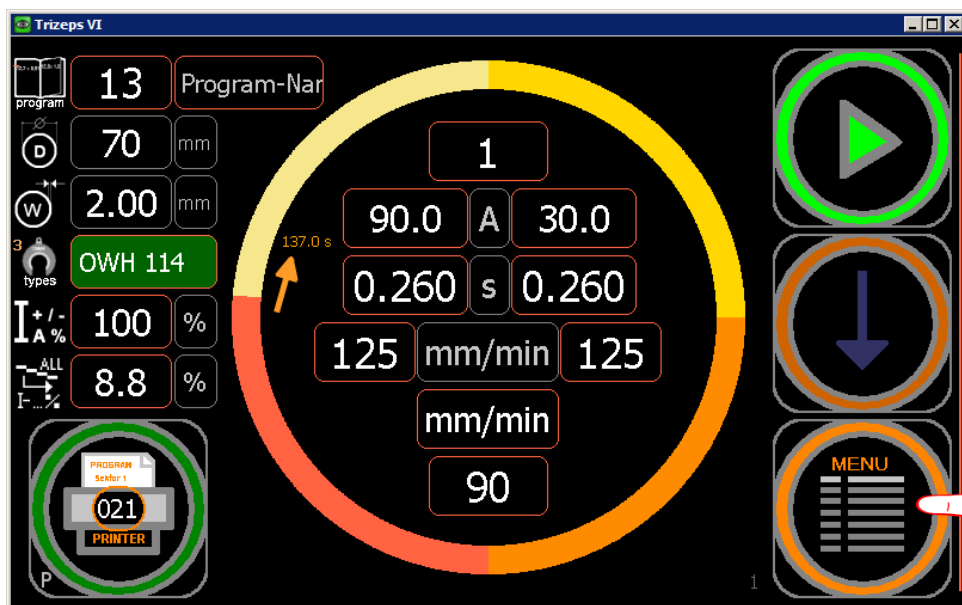 Trizeps VI
program
13
Program-Nar
D
70
mm
W
2.00
mm
3
types
OWH 114
I + / -
A %
100
%
ALL
I-...%
8.8
%
PROGRAM
Sektor 1
021
PRINTER
P
137.0 s
1
90.0 A 30.0
0.260 s 0.260
125 mm/min 125
mm/min
90
MENU
1